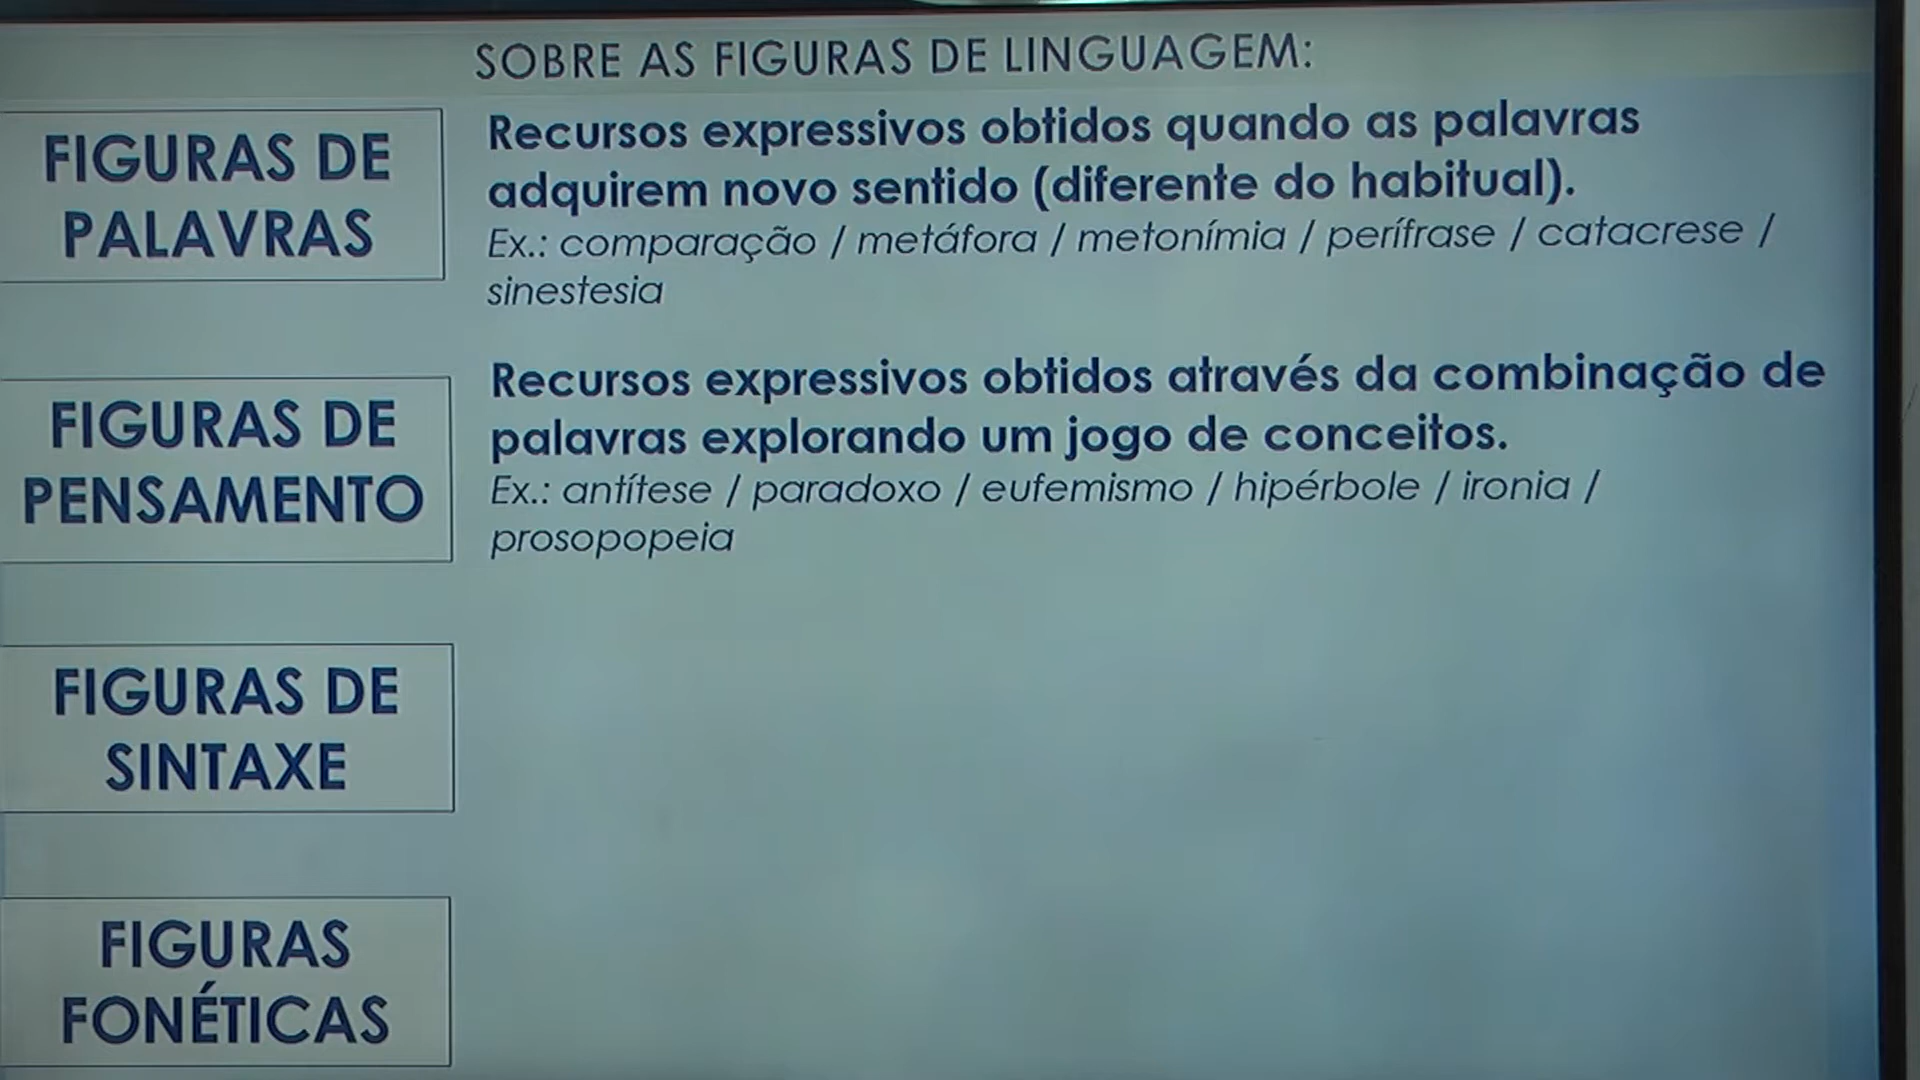 SOBRE AS FIGURAS DE LINGUAGEM:
FIGURAS DE
PALAVRAS
Recursos expressivos obtidos quando as palavras
adquirem novo sentido (diferente do habitual).
Ex.: comparação / metáfora / metonímia / perífrase / catacrese /
sinestesia
FIGURAS DE
PENSAMENTO
Recursos expressivos obtidos através da combinação de
palavras explorando um jogo de conceitos.
Ex.: antítese / paradoxo / eufemismo / hipérbole / ironia /
prosopopeia
FIGURAS DE
SINTAXE
FIGURAS
FONÉTICAS